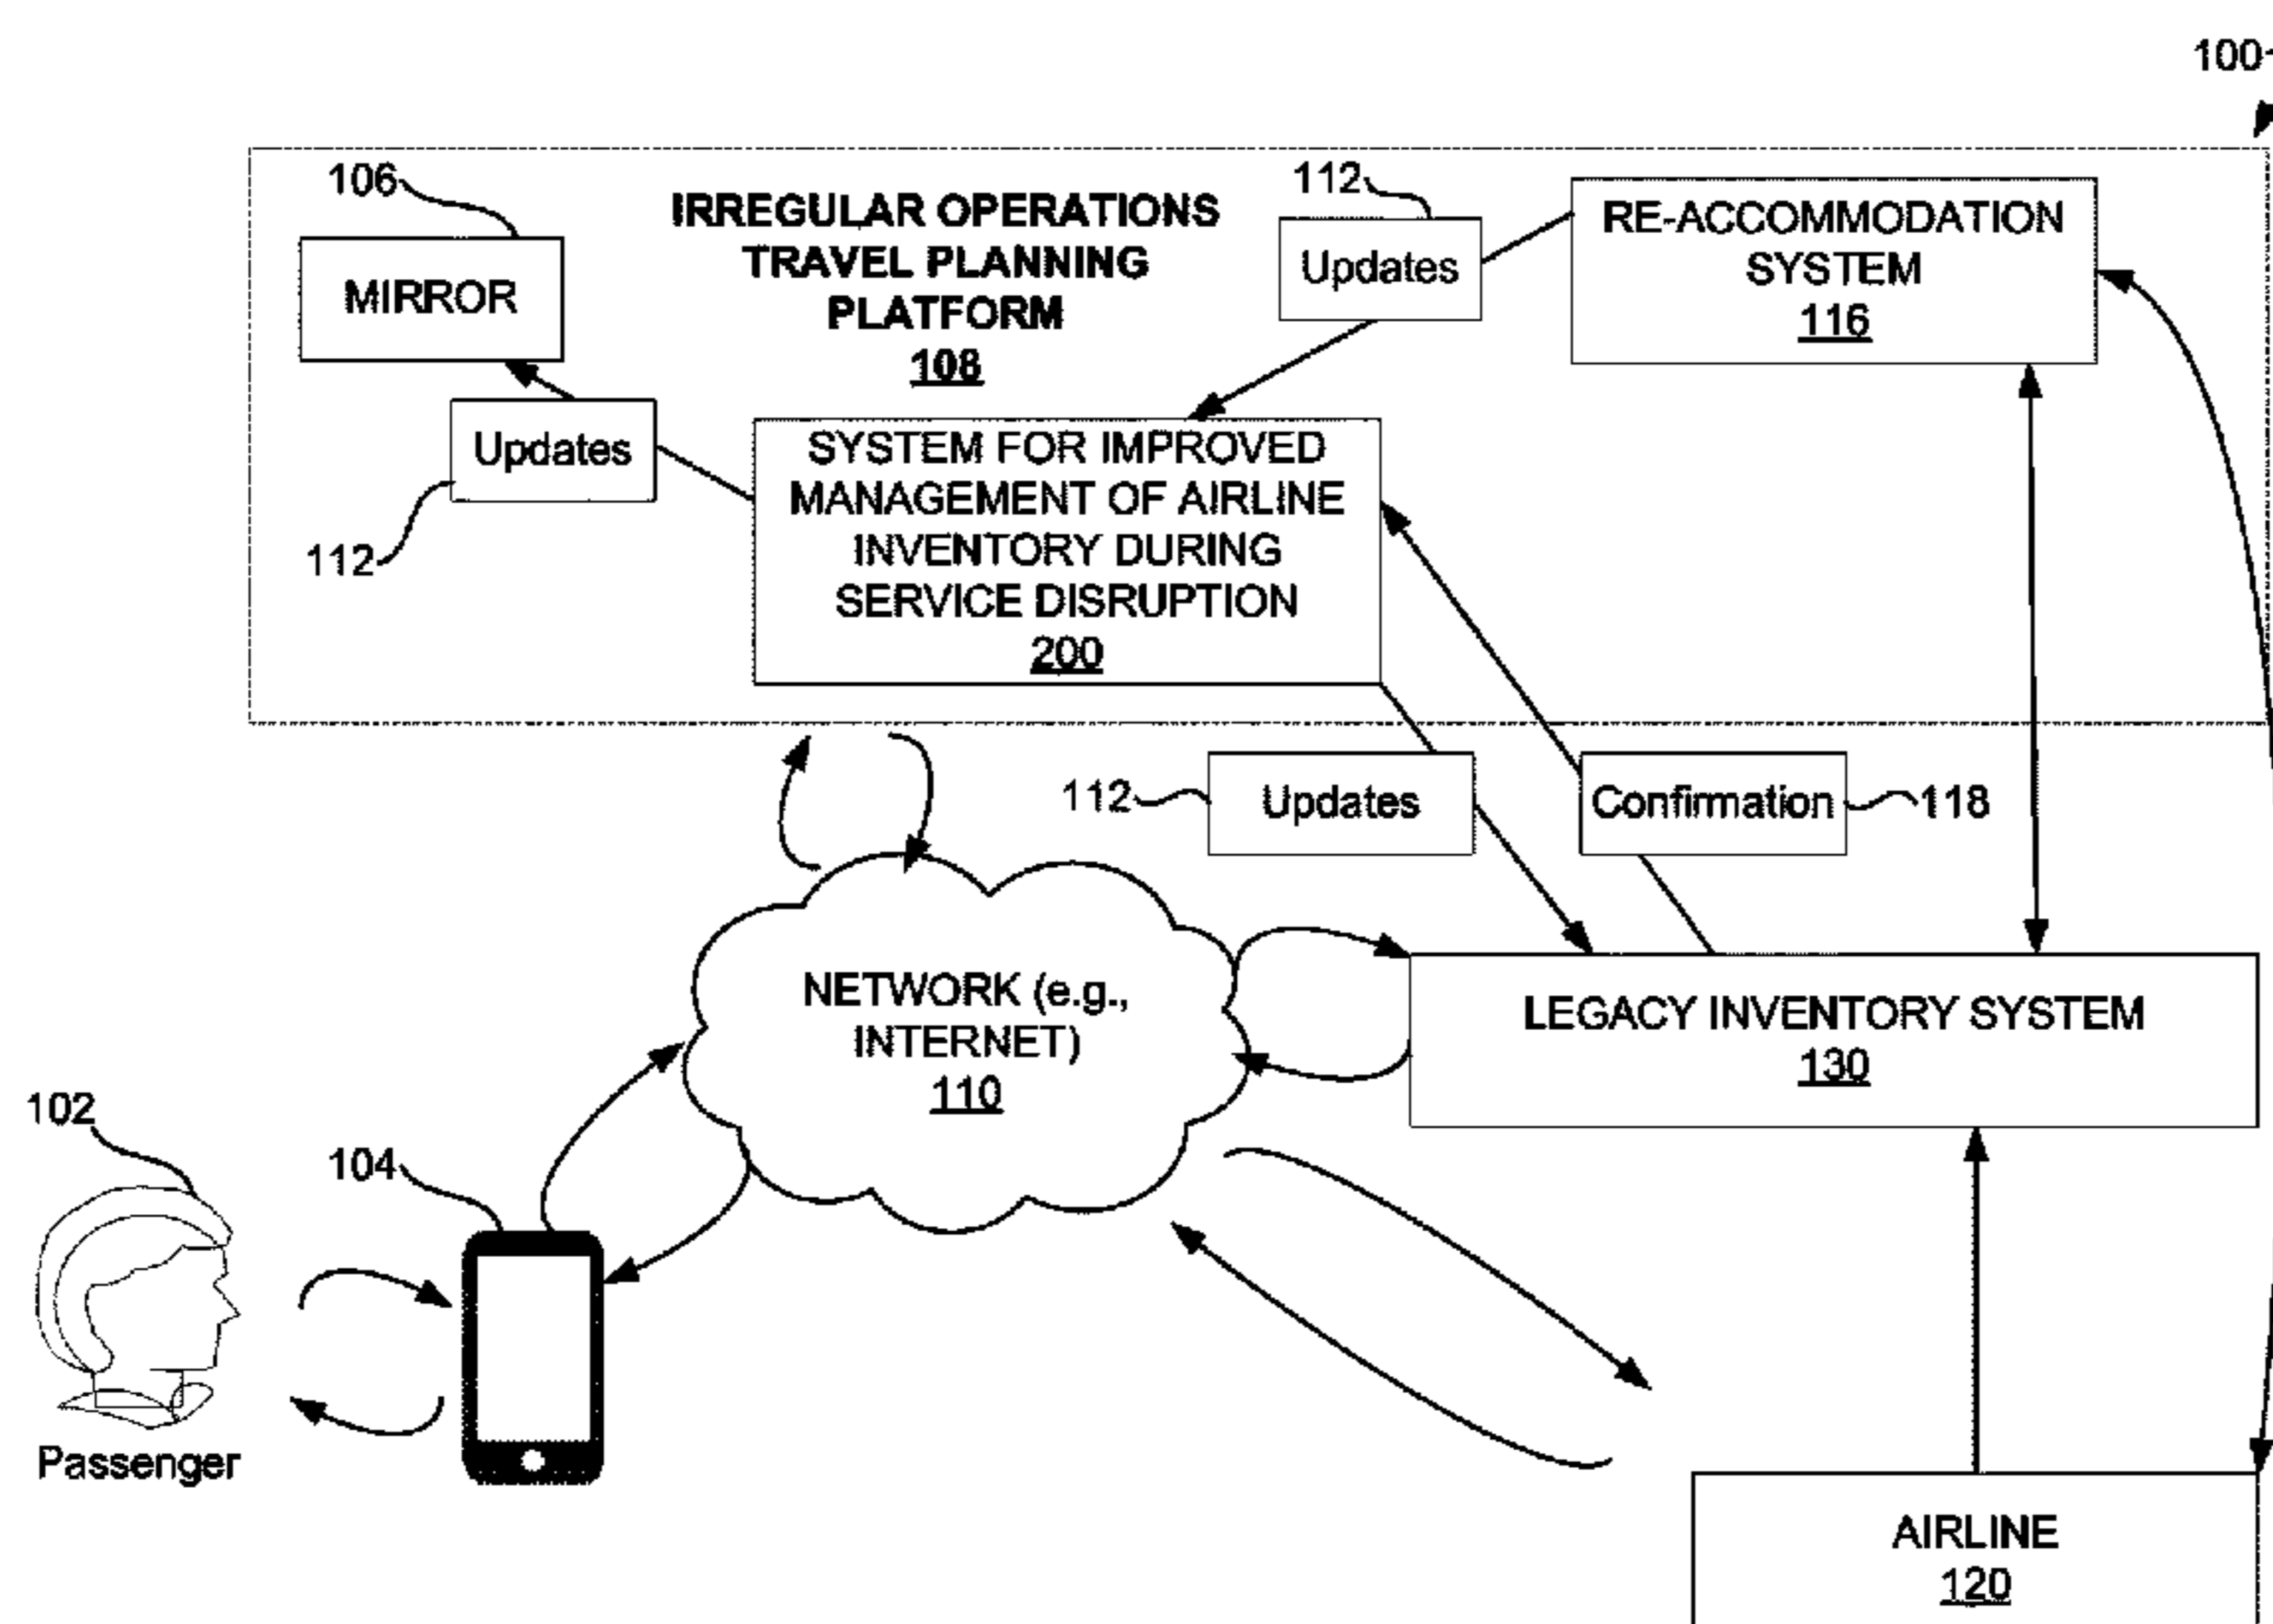 100
106
IRREGULAR OPERATIONS
TRAVEL PLANNING
PLATFORM
108
112
RE-ACCOMMODATION
SYSTEM
116
MIRROR
Updates
Updates
112
SYSTEM FOR IMPROVED
MANAGEMENT OF AIRLINE
INVENTORY DURING
SERVICE DISRUPTION
200
112
Updates
Confirmation
118
NETWORK (e.g.,
INTERNET)
110
LEGACY INVENTORY SYSTEM
130
102
104
Passenger
AIRLINE
120